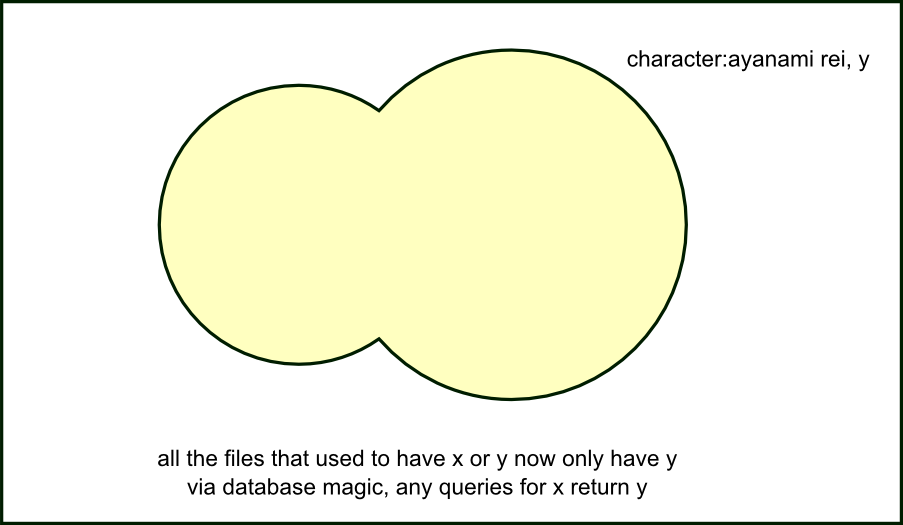 character:ayanami rei, y
all the files that used to have x or y now only have y
via database magic, any queries for x return y